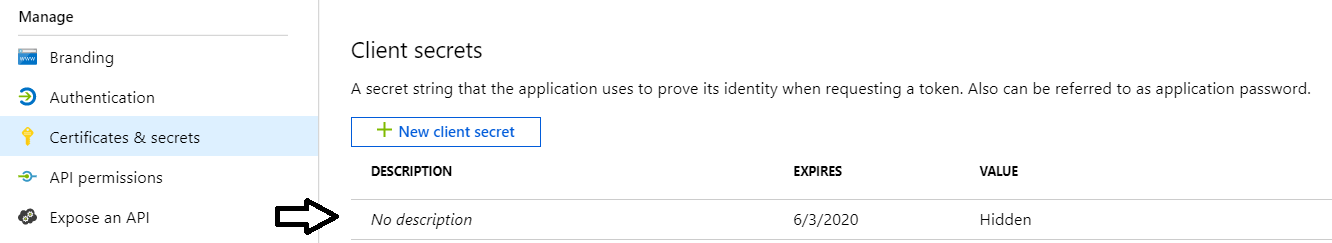 Manage
www
Branding
Authentication
Certificates & secrets
API permissions
Expose an API
Client secrets
A secret string that the application uses to prove its identity when requesting a token. Also can be referred to as application password.
New client secret
DESCRIPTION EXPIRES VALUE
No description 6/3/2020 Hidden